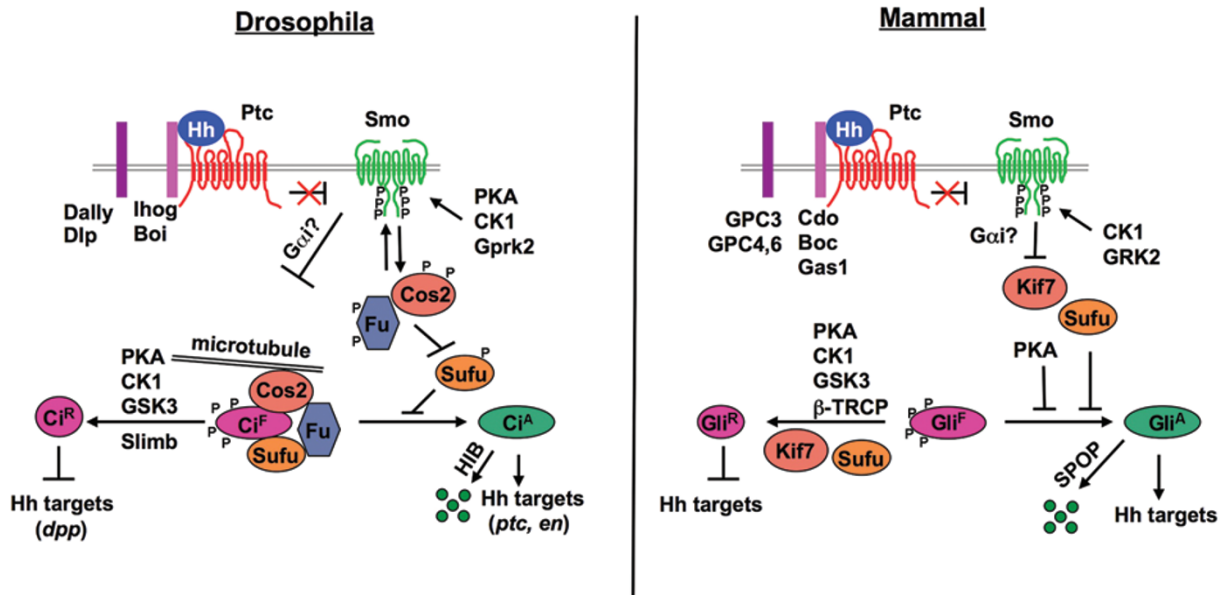 Drosophila
Hh
Ptc
Smo
Dally
Dlp
Ihog
Boi
Gαi?
P
P
P
P
P
P
PKA
CK1
Gprk2
P
P
Cos2
P
Fu
P
P
Sufu
microtubule
PKA
CK1
GSK3
Slimb
Cos2
P
P
P
P
CiF
Fu
Sufu
CiR
CiA
HIB
Hh targets
(dpp)
Hh targets
(ptc, en)
Mammal
Hh
Ptc
Smo
GPC3
GPC4,6
Cdo
Boc
Gas1
P
P
P
P
P
P
Gαi?
CK1
GRK2
Kif7
Sufu
PKA
CK1
GSK3
β-TRCP
PKA
GliR
P
P
P
P
GliF
GliA
Kif7
Sufu
SPOP
Hh targets
Hh targets